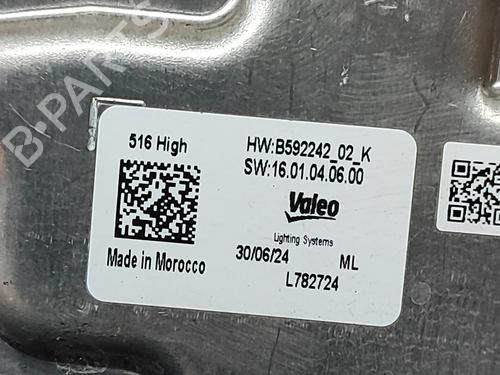 B-PARTS
516 High
HW:B592242_02_K
SW:16.01.04.06.00
Valeo
Lighting Systems
Made in Morocco
30/06/24 ML
L782724